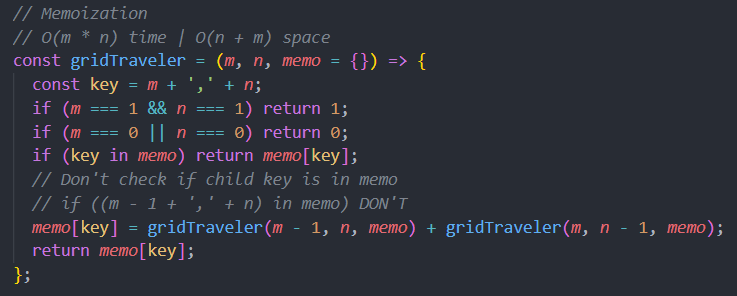 // Memoization
// O(m * n) time | O(n + m) space
const gridTraveler = (m, n, memo = {}) => {
  const key = m + ',' + n;
  if (m === 1 && n === 1) return 1;
  if (m === 0 || n === 0) return 0;
  if (key in memo) return memo[key];
  // Don't check if child key is in memo
  // if ((m - 1 + ',' + n) in memo) DON'T
  memo[key] = gridTraveler(m - 1, n, memo) + gridTraveler(m, n - 1, memo);
  return memo[key];
};